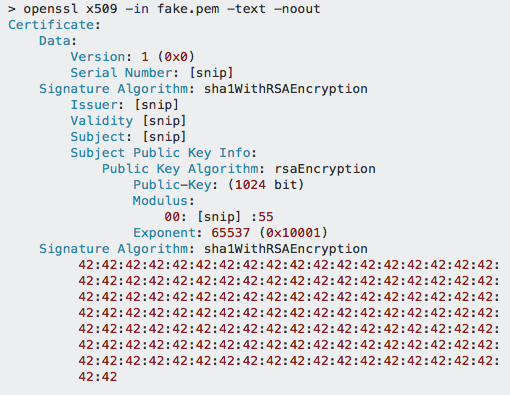 > openssl x509 -in fake.pem -text -noout
Certificate:
Data:
Version: 1 (0x0)
Serial Number: [snip]
Signature Algorithm: sha1WithRSAEncryption
Issuer: [snip]
Validity [snip]
Subject: [snip]
Subject Public Key Info:
Public Key Algorithm: rsaEncryption
Public-Key: (1024 bit)
Modulus:
00: [snip] :55
Exponent: 65537 (0x10001)
Signature Algorithm: sha1WithRSAEncryption
42:42:42:42:42:42:42:42:42:42:42:42:42:42:42:42:42:42:
42:42:42:42:42:42:42:42:42:42:42:42:42:42:42:42:42:42:
42:42:42:42:42:42:42:42:42:42:42:42:42:42:42:42:42:42:
42:42:42:42:42:42:42:42:42:42:42:42:42:42:42:42:42:42:
42:42:42:42:42:42:42:42:42:42:42:42:42:42:42:42:42:42:
42:42:42:42:42:42:42:42:42:42:42:42:42:42:42:42:42:42:
42:42:42:42:42:42:42:42:42:42:42:42:42:42:42:42:42:42:
42:42